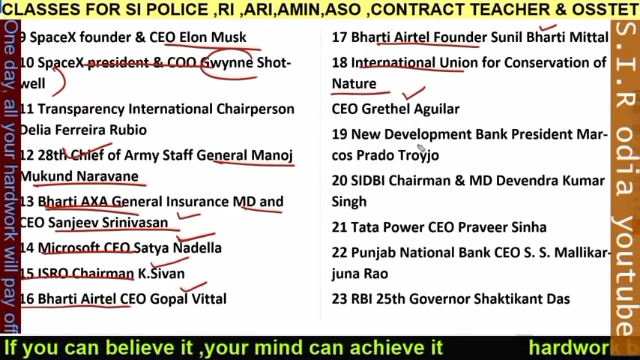 CLASSES FOR SI POLICE ,RI ,ARI,AMIN,ASO ,CONTRACT TEACHER & OSSTET
One day, all your hardwork will pay off
9 SpaceX founder & CEO Elon Musk
10 SpaceX president & COO Gwynne Shot-
well
11 Transparency International Chairperson
Delia Ferreira Rubio
12 28th Chief of Army Staff General Manoj
Mukund Naravane
13 Bharti AXA General Insurance MD and
CEO Sanjeev Srinivasan
14 Microsoft CEO Satya Nadella
15 ISRO Chairman K.Sivan
16 Bharti Airtel CEO Gopal Vittal
17 Bharti Airtel Founder Sunil Bharti Mittal
18 International Union for Conservation of
Nature
CEO Grethel Aguilar
19 New Development Bank President Mar-
cos Prado Troyjo
20 SIDBI Chairman & MD Devendra Kumar
Singh
21 Tata Power CEO Praveer Sinha
22 Punjab National Bank CEO S. S. Mallikar-
juna Rao
23 RBI 25th Governor Shaktikant Das
S.I.R odia youtube
If you can believe it ,your mind can achieve it hardwork b